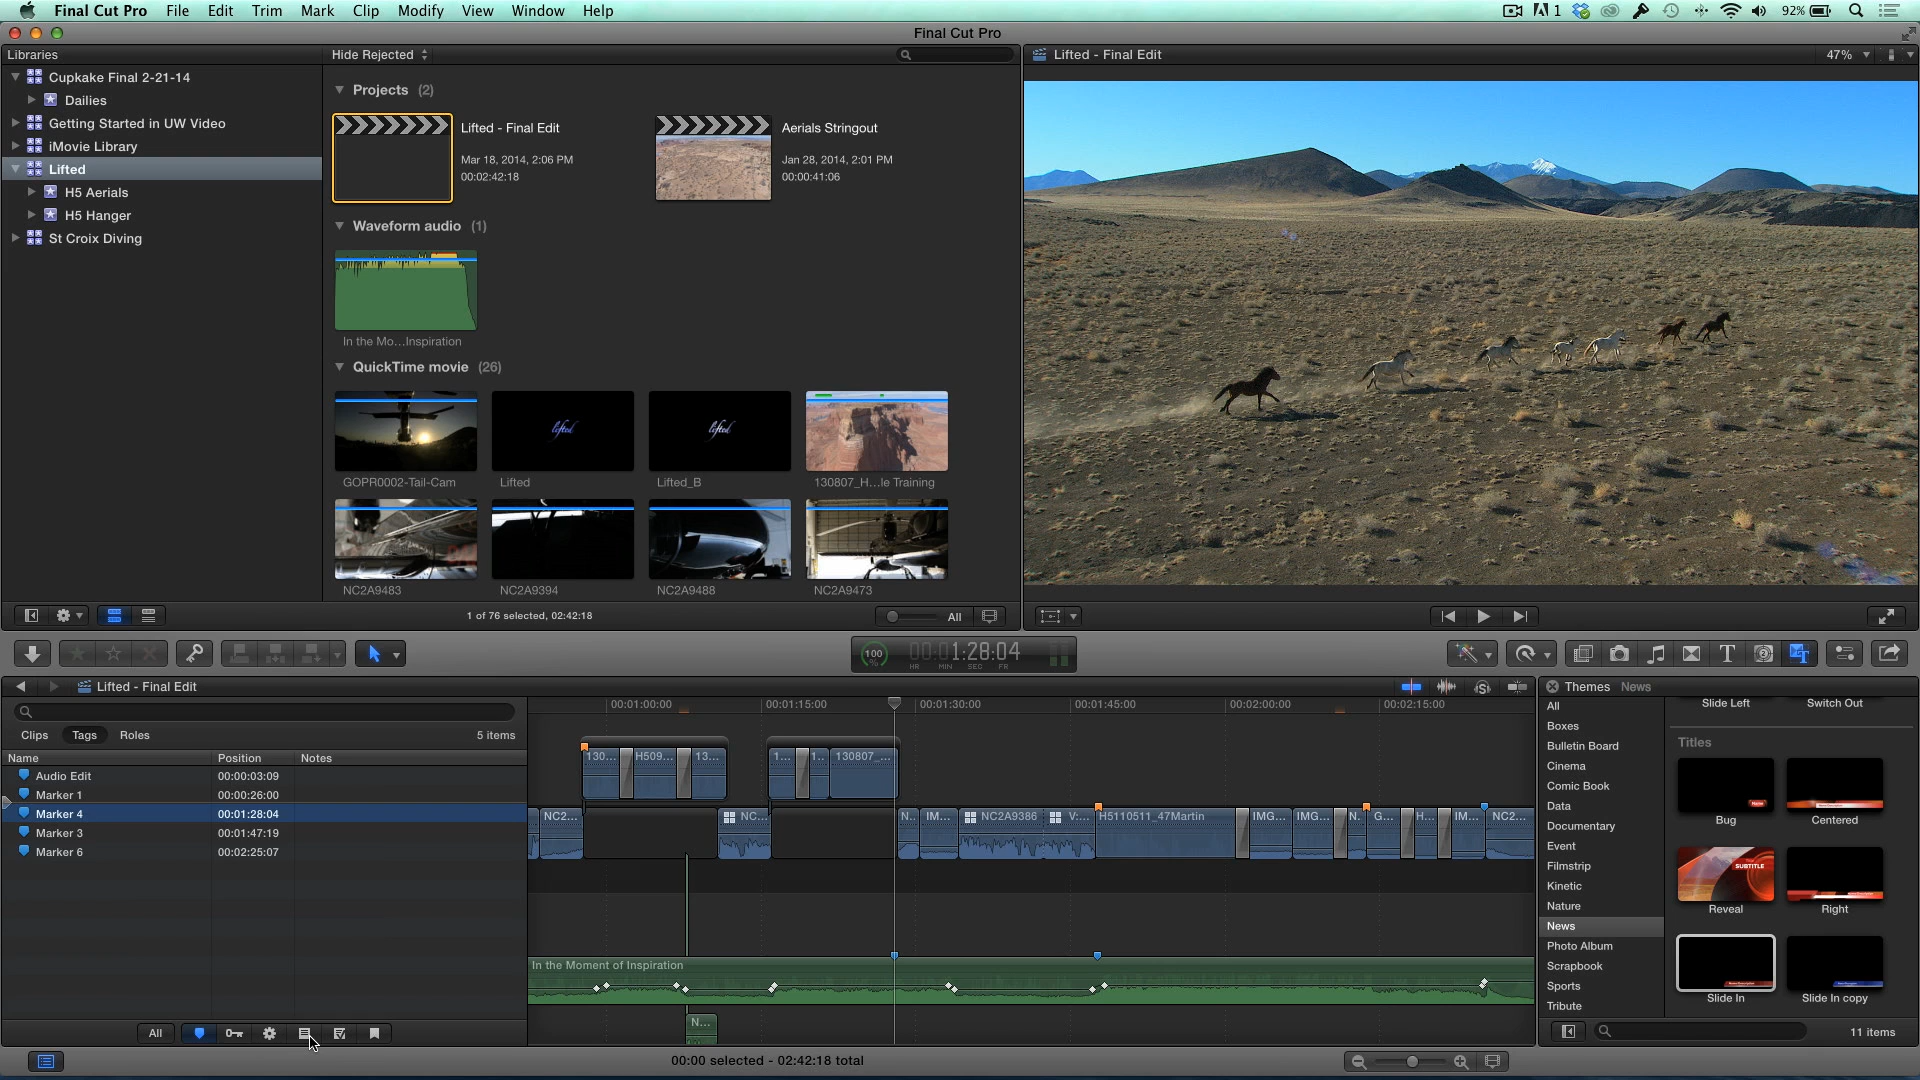 Final Cut Pro File Edit Trim Mark Clip Modify View Window Help 1 92%
Final Cut Pro
Libraries
Hide Rejected
Lifted - Final Edit
47%
Cupkake Final 2-21-14
Dailies
Getting Started in UW Video
iMovie Library
Lifted
H5 Aerials
H5 Hanger
St Croix Diving
Projects (2)
Lifted - Final Edit
Mar 18, 2014, 2:06 PM
00:02:42:18
Aerials Stringout
Jan 28, 2014, 2:01 PM
00:00:41:06
Waveform audio (1)
In the Mo...Inspiration
QuickTime movie (26)
lifted
lifted
GOPR0002-Tail-Cam
Lifted
Lifted_B
130807_H...le Training
NC2A9483
NC2A9394
NC2A9488
NC2A9473
1 of 76 selected, 02:42:18
All
100
%
00:01:28:04
HR MIN SEC FR
Lifted - Final Edit
Clips Tags Roles 5 items
Name Position Notes
Audio Edit 00:00:03:09
Marker 1 00:00:26:00
Marker 4 00:01:28:04
Marker 3 00:01:47:19
Marker 6 00:02:25:07
All
00:01:00:00 00:01:15:00 00:01:30:00 00:01:45:00 00:02:00:00 00:02:15:00
130... H509... 13... 1... 1.. 130807_...
NC2... NC... N.. IM... NC2A9386 V:... H5110511_47Martin IMG... IMG... N.. G... H... IM... NC2...
In the Moment of Inspiration
N...
00:00 selected - 02:42:18 total
Themes News
All
Boxes
Bulletin Board
Cinema
Comic Book
Data
Documentary
Event
Filmstrip
Kinetic
Nature
News
Photo Album
Scrapbook
Sports
Tribute
Slide Left
Switch Out
Titles
Bug
Centered
SUBTITLE
Reveal
Right
Slide In
Slide In copy
11 items